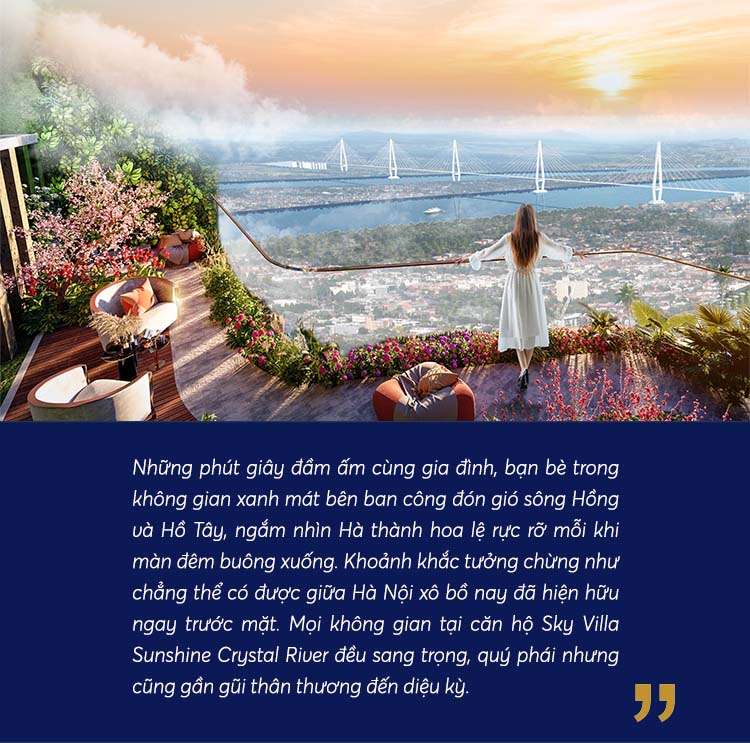 Những phút giây đầm ấm cùng gia đình, bạn bè trong
không gian xanh mát bên ban công đón gió sông Hồng
và Hồ Tây, ngắm nhìn Hà thành hoa lệ rực rỡ mỗi khi
màn đêm buông xuống. Khoảnh khắc tưởng chừng như
chẳng thể có được giữa Hà Nội xô bồ nay đã hiện hữu
ngay trước mặt. Mọi không gian tại căn hộ Sky Villa
Sunshine Crystal River đều sang trọng, quý phái nhưng
cũng gần gũi thân thương đến diệu kỳ.
”